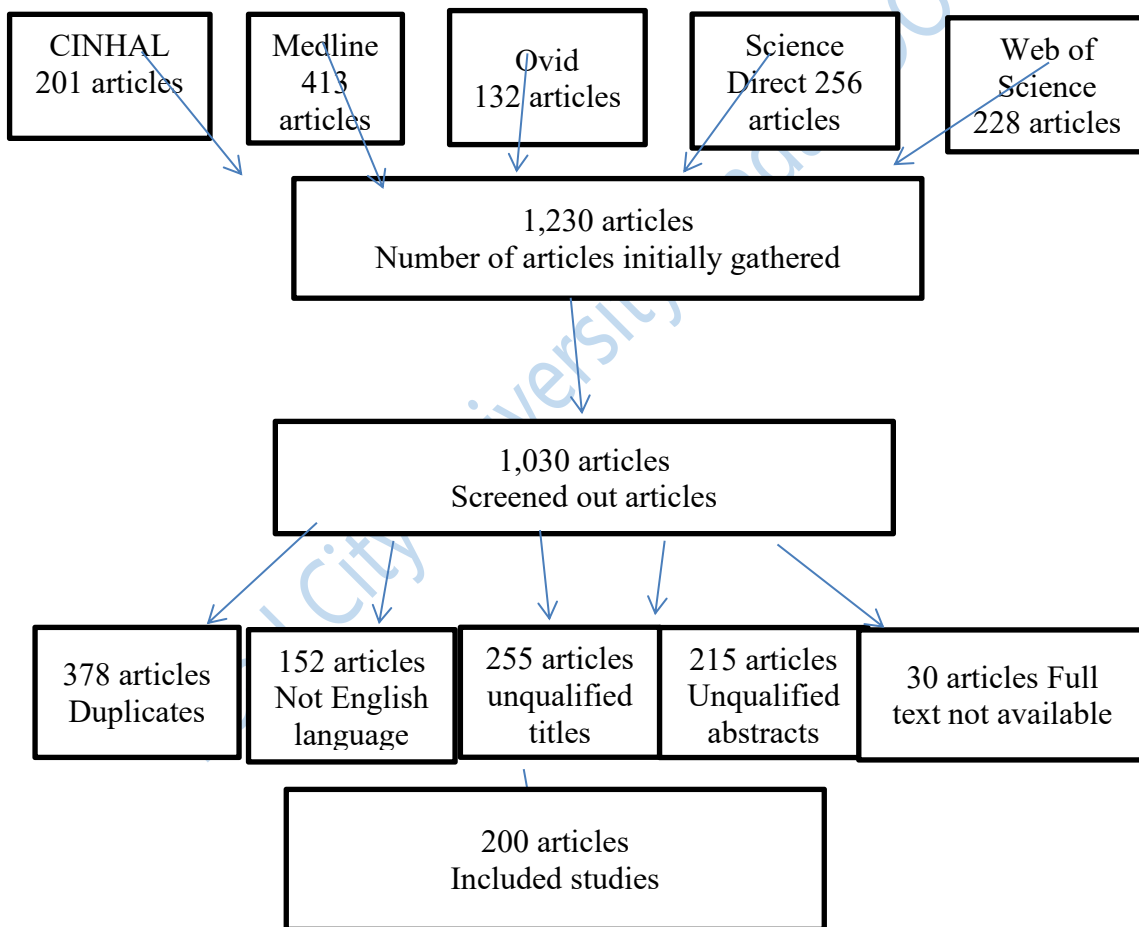 CINHAL
201 articles
Medline
413
articles
Ovid
132 articles
Science
Direct 256
articles
Web of
Science
228 articles
1,230 articles
Number of articles initially gathered
1,030 articles
Screened out articles
378 articles
Duplicates
152 articles
Not English
language
255 articles
unqualified
titles
215 articles
Unqualified
abstracts
30 articles Full
text not available
200 articles
Included studies
City